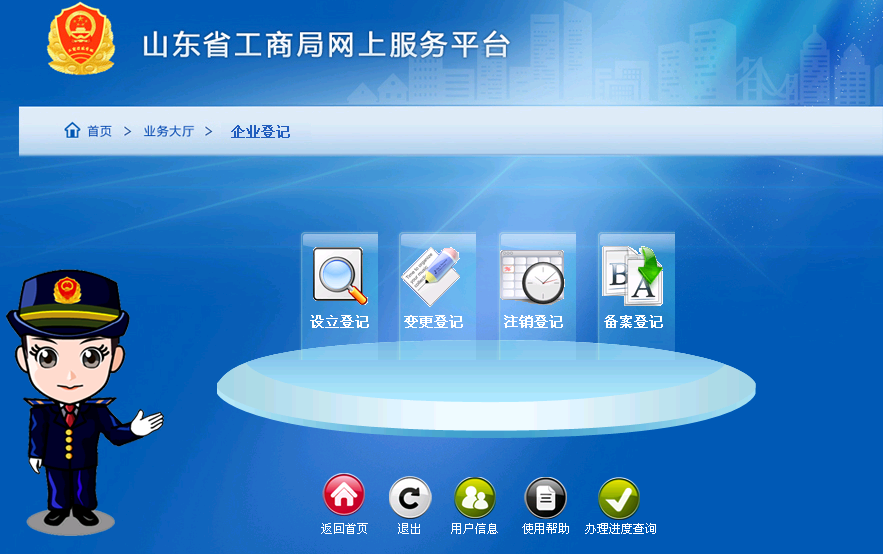 山东省工商局网上服务平台
首页 > 业务大厅 > 企业登记
设立登记 变更登记 注销登记 备案登记
B
A
返回首页 退出 用户信息 使用帮助 办理进度查询